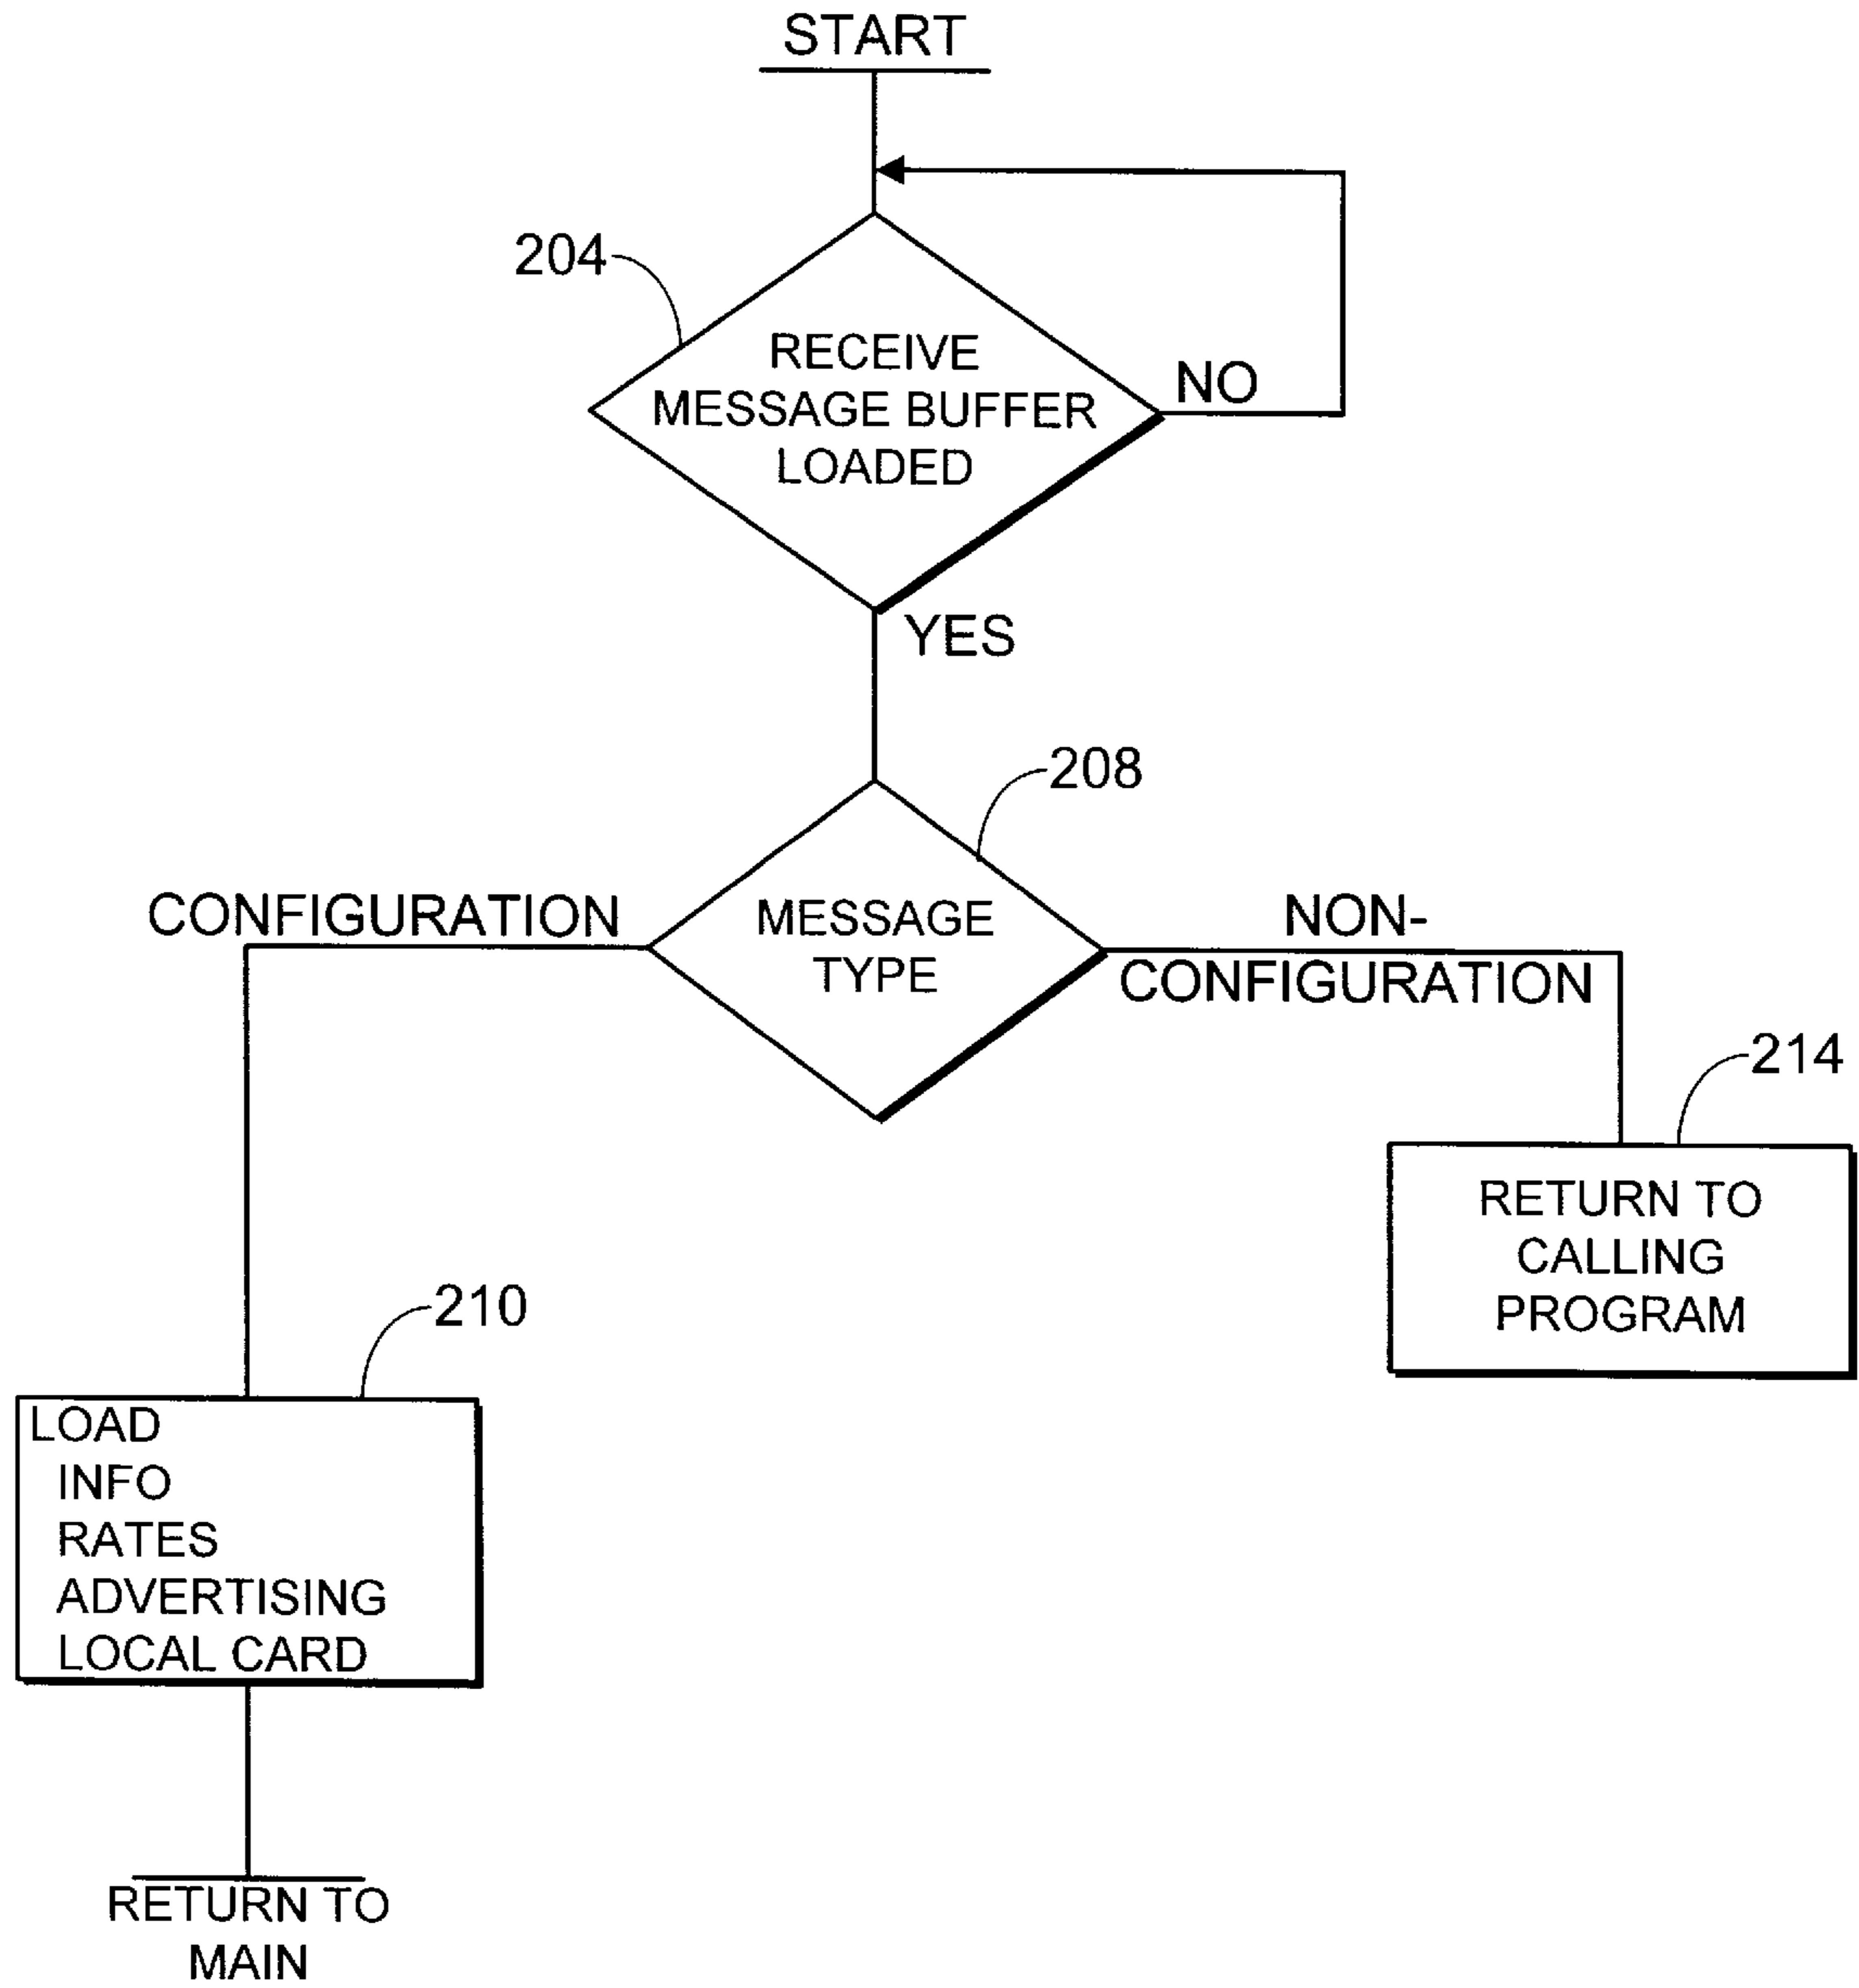 START
204
RECEIVE
MESSAGE BUFFER
LOADED
NO
YES
208
CONFIGURATION
MESSAGE
TYPE
NON-
CONFIGURATION
214
RETURN TO
CALLING
PROGRAM
210
LOAD
INFO
RATES
ADVERTISING
LOCAL CARD
RETURN TO
MAIN